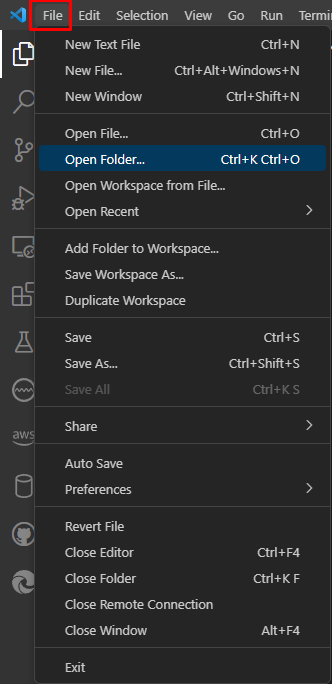 File Edit Selection View Go Run Termi
New Text File Ctrl+N
New File... Ctrl+Alt+Windows+N
New Window Ctrl+Shift+N
Open File... Ctrl+O
Open Folder... Ctrl+K Ctrl+O
Open Workspace from File...
Open Recent
Add Folder to Workspace...
Save Workspace As...
Duplicate Workspace
Save Ctrl+S
Save As... Ctrl+Shift+S
Save All Ctrl+K S
Share
Auto Save
Preferences
Revert File
Close Editor Ctrl+F4
Close Folder Ctrl+K F
Close Remote Connection
Close Window Alt+F4
Exit
aws